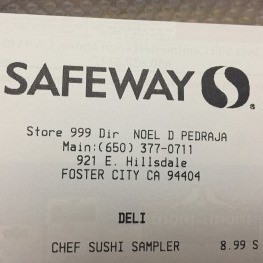 SAFEWAY
Store 999 Dir NOEL D PEDRAJA
Main:(650) 377-0711
921 E. Hillsdale
FOSTER CITY CA 94404
DELI
CHEF SUSHI SAMPLER 8.99 S